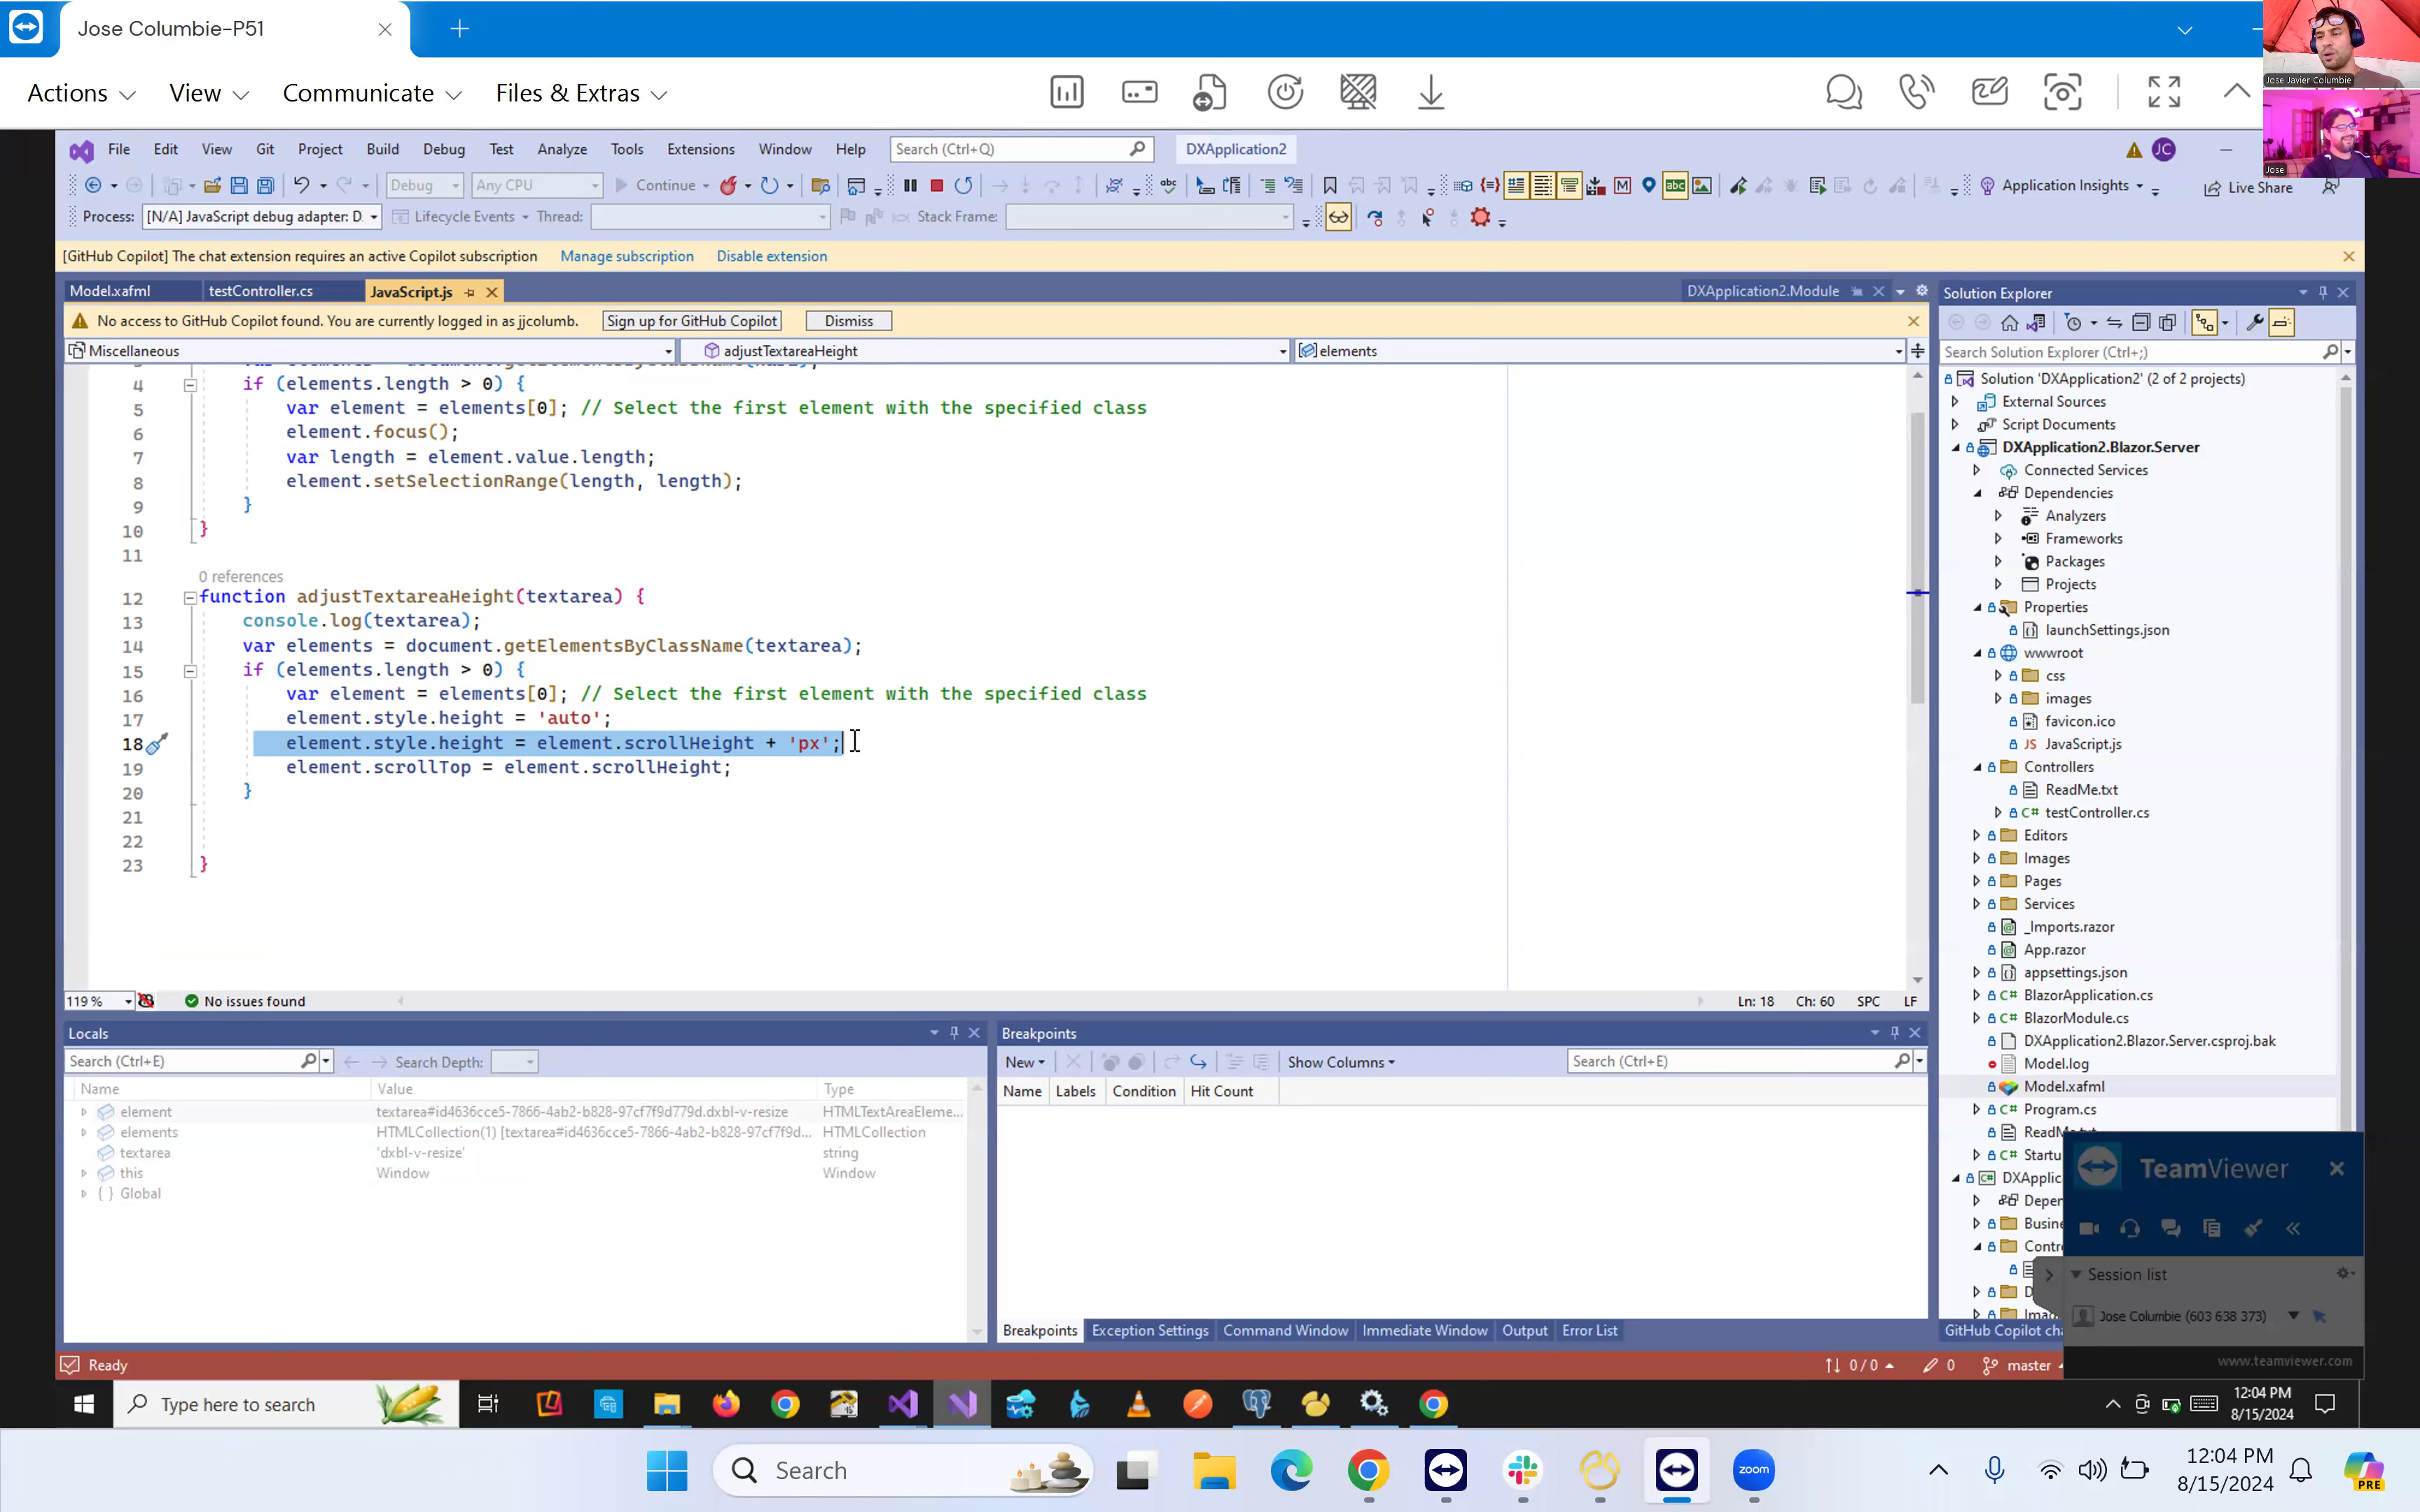 Jose Columbie-P51
Actions View Communicate Files & Extras
Jose Javier Columbie
Jose
File Edit View Git Project Build Debug Test Analyze Tools Extensions Window Help Search (Ctrl+Q) DXApplication2 JC
Debug Any CPU Continue Application Insights Live Share
Process: [N/A] JavaScript debug adapter: D. Lifecycle Events Thread: Stack Frame:
[GitHub Copilot] The chat extension requires an active Copilot subscription Manage subscription Disable extension
Model.xafml testController.cs JavaScript.js DXApplication2.Module
No access to GitHub Copilot found. You are currently logged in as jjcolumb. Sign up for GitHub Copilot Dismiss
Miscellaneous adjustTextareaHeight elements
4 if (elements.length > 0) {
5 var element = elements[0]; // Select the first element with the specified class
6 element.focus();
7 var length = element.value.length;
8 element.setSelectionRange(length, length);
9 }
10 }
11
0 references
12 function adjustTextareaHeight(textarea) {
13 console.log(textarea);
14 var elements = document.getElementsByClassName(textarea);
15 if (elements.length > 0) {
16 var element = elements[0]; // Select the first element with the specified class
17 element.style.height = 'auto';
18 element.style.height = element.scrollHeight + 'px';
19 element.scrollTop = element.scrollHeight;
20 }
21
22
23 }
119 % No issues found Ln: 18 Ch: 60 SPC LF
Locals
Search (Ctrl+E) Search Depth:
Name Value Type
element textarea#id4636cce5-7866-4ab2-b828-97cf7f9d779d.dxbl-v-resize HTMLTextAreaEleme...
elements HTMLCollection(1) [textarea#id4636cce5-7866-4ab2-b828-97cf7f9d... HTMLCollection
textarea 'dxbl-v-resize' string
this Window Window
Global
Breakpoints
New Show Columns Search (Ctrl+E)
Name Labels Condition Hit Count
Breakpoints Exception Settings Command Window Immediate Window Output Error List
Solution Explorer
Search Solution Explorer (Ctrl+;)
Solution 'DXApplication2' (2 of 2 projects)
External Sources
Script Documents
DXApplication2.Blazor.Server
Connected Services
Dependencies
Analyzers
Frameworks
Packages
Projects
Properties
launchSettings.json
wwwroot
css
images
favicon.ico
JS JavaScript.js
Controllers
ReadMe.txt
C# testController.cs
Editors
Images
Pages
Services
_Imports.razor
App.razor
appsettings.json
C# BlazorApplication.cs
C# BlazorModule.cs
DXApplication2.Blazor.Server.csproj.bak
Model.log
Model.xafml
C# Program.cs
C# Startu
DXApplic
Depen
Busine
Contr
GitHub Copilot ch
TeamViewer
Session list
Jose Columbie (603 638 373)
www.teamviewer.com
Ready 0 / 0 0 master
Type here to search 12:04 PM
8/15/2024
Search zoom 12:04 PM
8/15/2024 PRE